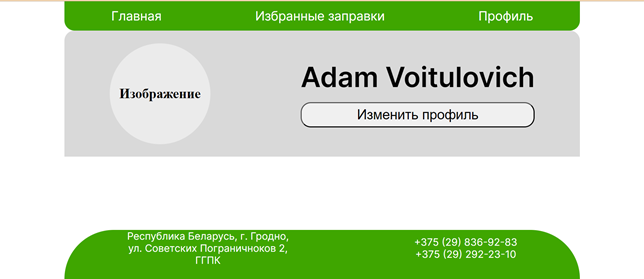 Главная Избранные заправки Профиль
Изображение
Adam Voitulovich
Изменить профиль
Республика Беларусь, г. Гродно,
ул. Советских Пограничноков 2,
ГГПК
+375 (29) 836-92-83
+375 (29) 292-23-10